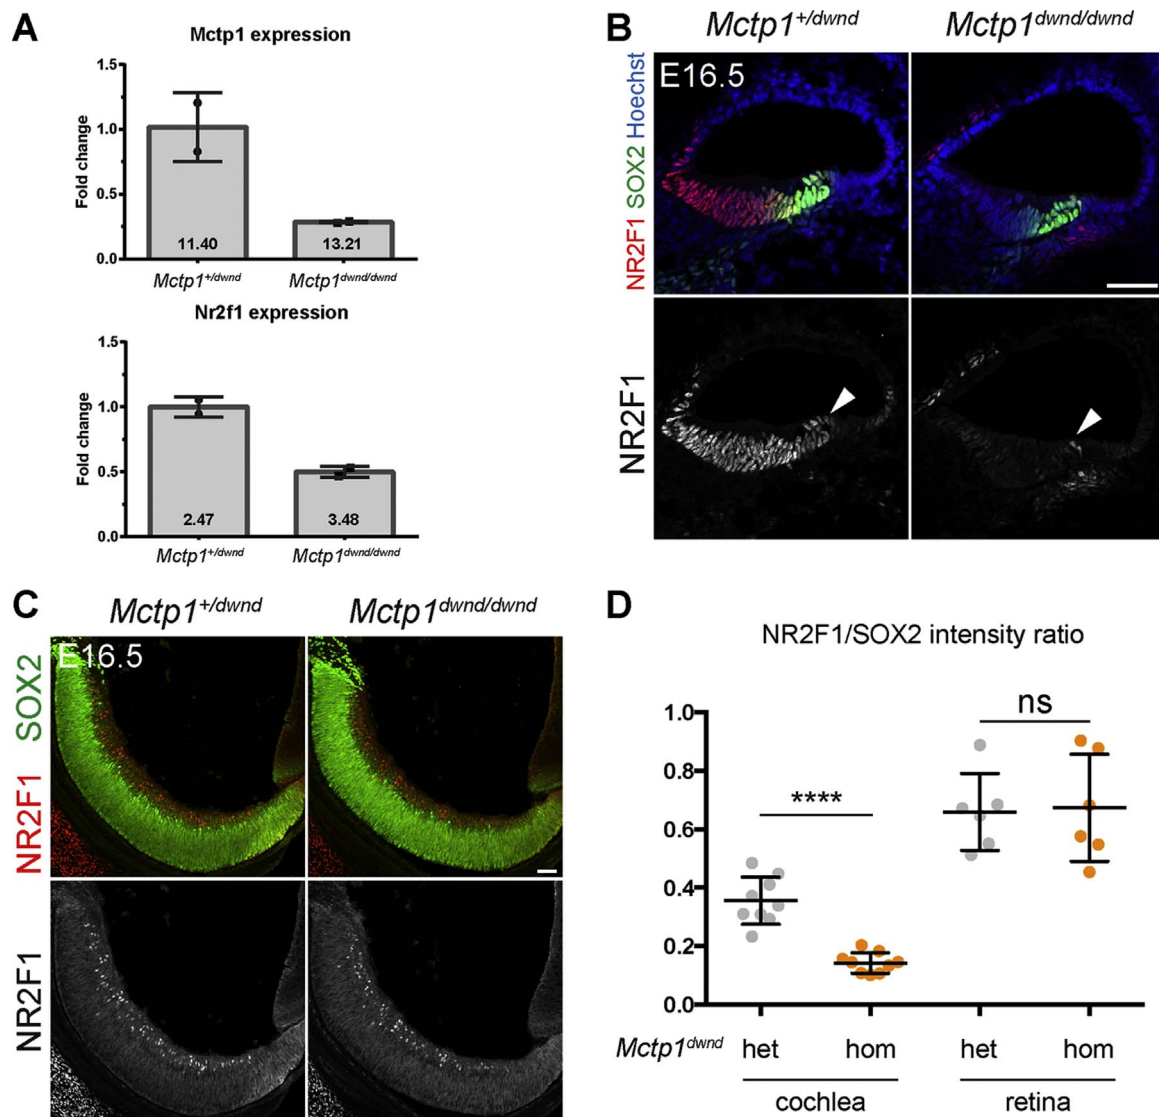 A
Mctp1 expression
Fold change
1.5
1.0
0.5
0.0
11.40
13.21
Mctp1+/dwnd
Mctp1dwnd/dwnd
Nr2f1 expression
Fold change
1.5
1.0
0.5
0.0
2.47
3.48
Mctp1+/dwnd
Mctp1dwnd/dwnd
B
Mctp1+/dwnd
Mctp1dwnd/dwnd
NR2F1 SOX2 Hoechst
E16.5
NR2F1
C
Mctp1+/dwnd
Mctp1dwnd/dwnd
NR2F1 SOX2
E16.5
NR2F1
D
NR2F1/SOX2 intensity ratio
1.0
0.8
0.6
0.4
0.2
0.0
****
ns
Mctp1dwnd het hom het hom
cochlea retina